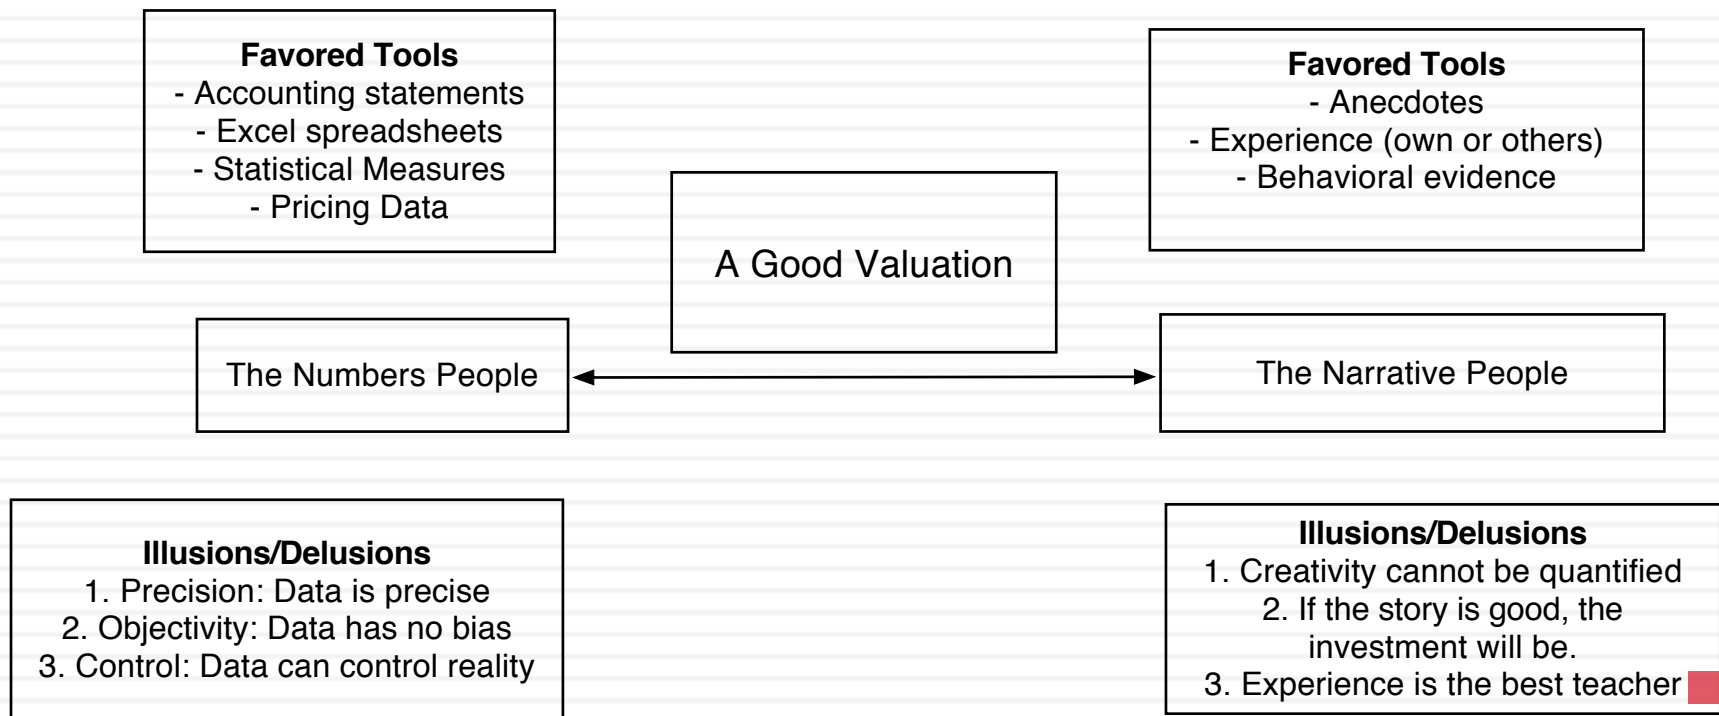 Favored Tools
- Accounting statements
- Excel spreadsheets
- Statistical Measures
- Pricing Data
Favored Tools
- Anecdotes
- Experience (own or others)
- Behavioral evidence
A Good Valuation
The Numbers People
The Narrative People
Illusions/Delusions
1. Precision: Data is precise
2. Objectivity: Data has no bias
3. Control: Data can control reality
Illusions/Delusions
1. Creativity cannot be quantified
2. If the story is good, the
investment will be.
3. Experience is the best teacher